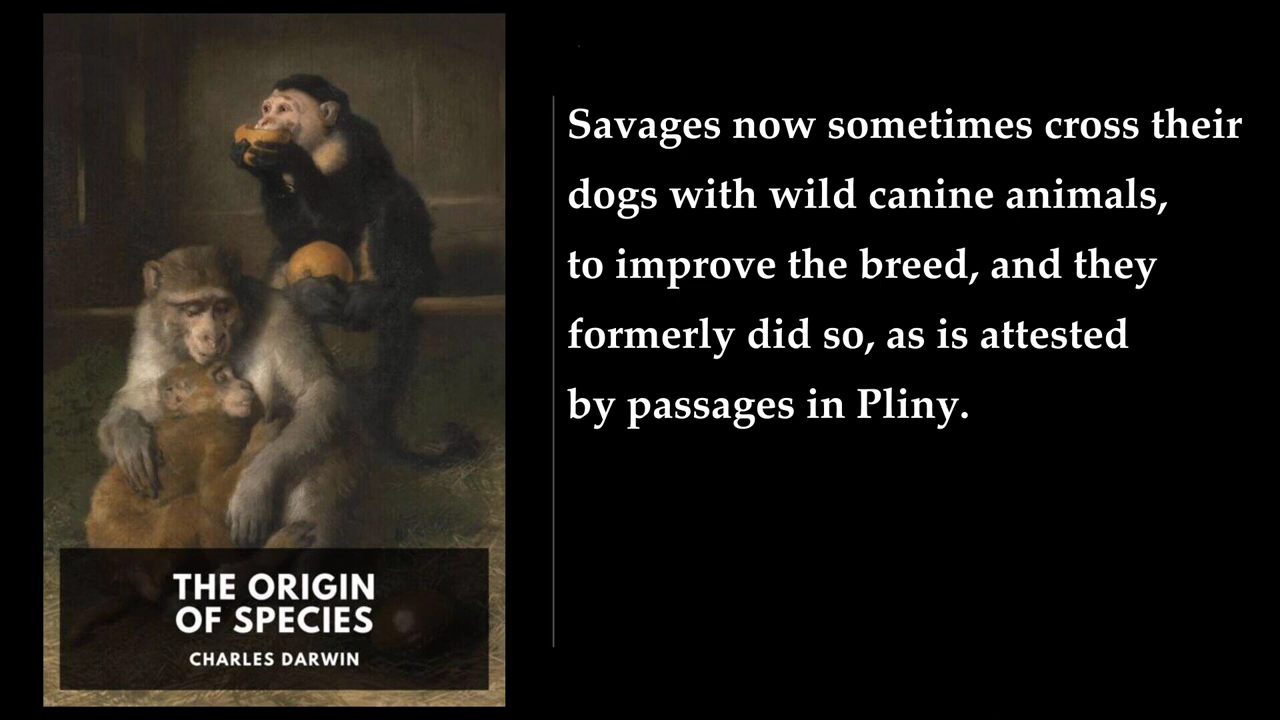 Savages now sometimes cross their
dogs with wild canine animals,
to improve the breed, and they
formerly did so, as is attested
by passages in Pliny.
THE ORIGIN
OF SPECIES
CHARLES DARWIN